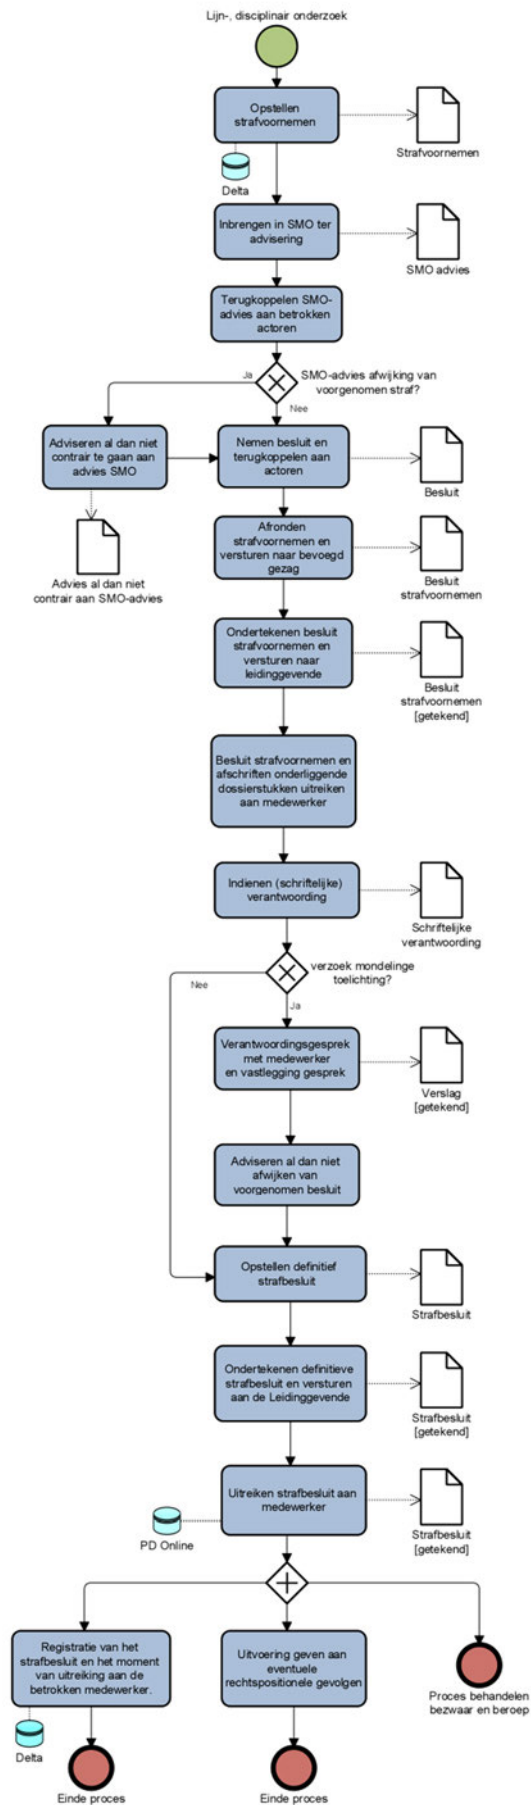 Lijn-, disciplinair onderzoek
Opstellen
strafvoornemen
Strafvoornemen
Delta
Inbrengen in SMO ter
advisering
SMO advies
Terugkoppelen SMO-
advies aan betrokken
actoren
SMO-advies afwijking van
voorgenomen straf?
Ja
Nee
Adviseren al dan niet
contrair te gaan aan
advies SMO
Nemen besluit en
terugkoppelen aan
actoren
Besluit
Advies al dan niet
contrair aan SMO-advies
Afronden
strafvoornemen en
versturen naar bevoegd
gezag
Besluit
strafvoornemen
Ondertekenen besluit
strafvoornemen en
versturen naar
leidinggevende
Besluit
strafvoornemen
[getekend]
Besluit strafvoornemen en
afschriften onderliggende
dossierstukken uitreiken
aan medewerker
Indienen (schriftelijke)
verantwoording
Schriftelijke
verantwoording
verzoek mondelinge
toelichting?
Nee
Ja
Verantwoordingsgesprek
met medewerker
en vastlegging gesprek
Verslag
[getekend]
Adviseren al dan niet
afwijken van
voorgenomen besluit
Opstellen definitief
strafbesluit
Strafbesluit
Ondertekenen definitieve
strafbesluit en versturen
aan de Leidinggevende
Strafbesluit
[getekend]
Uitreiken strafbesluit aan
medewerker
Strafbesluit
[getekend]
PD Online
Registratie van het
strafbesluit en het moment
van uitreiking aan de
betrokken medewerker.
Uitvoering geven aan
eventuele
rechtspositionele gevolgen
Proces behandelen
bezwaar en beroep
Delta
Einde proces
Einde proces